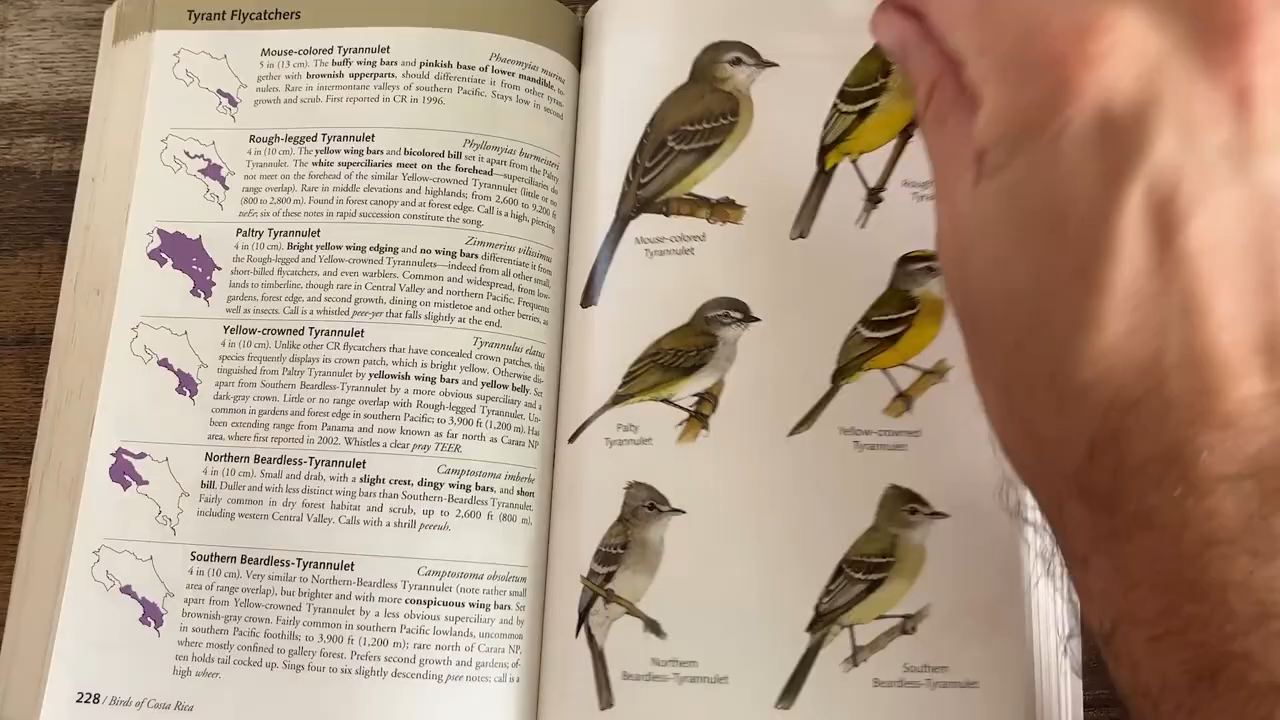 Tyrant Flycatchers
Mouse-colored Tyrannulet
Phaeomyias murina
5 in (13 cm). The buffy wing bars and pinkish base of lower mandible, to-
gether with brownish upperparts, should differentiate it from other tyran-
nulets. Rare in intermontane valleys of southern Pacific. Stays low in second
growth and scrub. First reported in CR in 1996.
Rough-legged Tyrannulet
Phyllomyias burmeisteri
4 in (10 cm). The yellow wing bars and bicolored bill set it apart from the Paltry
Tyrannulet. The white superciliaries meet on the forehead—superciliaries do
not meet on the forehead of the similar Yellow-crowned Tyrannulet (little or no
range overlap). Rare in middle elevations and highlands; from 2,600 to 9,200 ft
(800 to 2,800 m). Found in forest canopy and at forest edge. Call is a high, piercing
teEr; six of these notes in rapid succession constitute the song.
Paltry Tyrannulet
Zimmerius vilissimus
4 in (10 cm). Bright yellow wing edging and no wing bars differentiate it from
the Rough-legged and Yellow-crowned Tyrannulets—indeed from all other small,
short-billed flycatchers, and even warblers. Common and widespread, from low-
lands to timberline, though rare in Central Valley and northern Pacific. Frequents
gardens, forest edge, and second growth, dining on mistletoe and other berries, as
well as insects. Call is a whistled peee-yer that falls slightly at the end.
Yellow-crowned Tyrannulet
Tyrannulus elatus
4 in (10 cm). Unlike other CR flycatchers that have concealed crown patches, this
species frequently displays its crown patch, which is bright yellow. Otherwise dis-
tinguished from Paltry Tyrannulet by yellowish wing bars and yellow belly. Set
apart from Southern Beardless-Tyrannulet by a more obvious superciliary and a
dark-gray crown. Little or no range overlap with Rough-legged Tyrannulet. Un-
common in gardens and forest edge in southern Pacific; to 3,900 ft (1,200 m). Has
been extending range from Panama and now known as far north as Carara NP
area, where first reported in 2002. Whistles a clear pray TEER.
Northern Beardless-Tyrannulet
Camptostoma imberbe
4 in (10 cm). Small and drab, with a slight crest, dingy wing bars, and short
bill. Duller and with less distinct wing bars than Southern-Beardless Tyrannulet.
Fairly common in dry forest habitat and scrub, up to 2,600 ft (800 m),
including western Central Valley. Calls with a shrill peeeuh.
Southern Beardless-Tyrannulet
Camptostoma obsoletum
4 in (10 cm). Very similar to Northern-Beardless Tyrannulet (note rather small
area of range overlap), but brighter and with more conspicuous wing bars. Set
apart from Yellow-crowned Tyrannulet by a less obvious superciliary and by
brownish-gray crown. Fairly common in southern Pacific lowlands, uncommon
in southern Pacific foothills; to 3,900 ft (1,200 m); rare north of Carara NP,
where mostly confined to gallery forest. Prefers second growth and gardens; of-
ten holds tail cocked up. Sings four to six slightly descending psee notes; call is a
high wheee.
228 / Birds of Costa Rica
Mouse-colored
Tyrannulet
Palty
Tyrannulet
Yellow-crowned
Tyrannulet
Northern
Beardless-Tyrannulet
Southern
Beardless-Tyrannulet